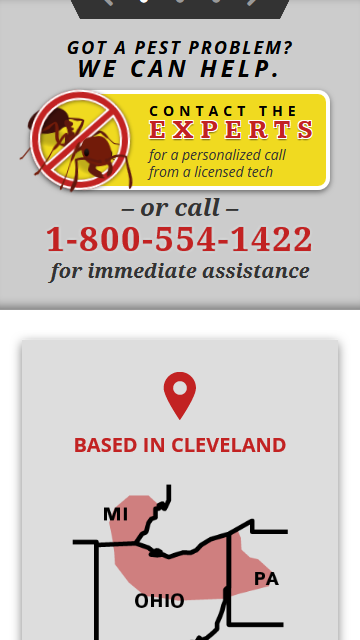 GOT A PEST PROBLEM?
WE CAN HELP.
CONTACT THE
EXPERTS
for a personalized call
from a licensed tech
– or call –
1-800-554-1422
for immediate assistance
BASED IN CLEVELAND
MI
PA
OHIO